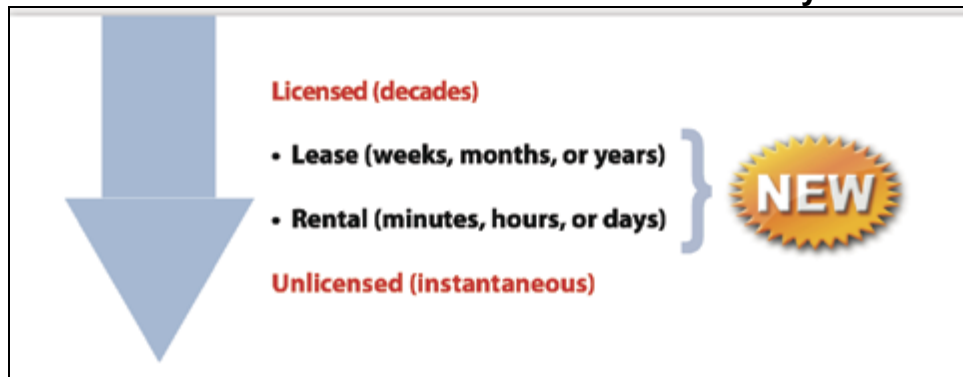 Licensed (decades)
• Lease (weeks, months, or years)
• Rental (minutes, hours, or days)
NEW
Unlicensed (instantaneous)